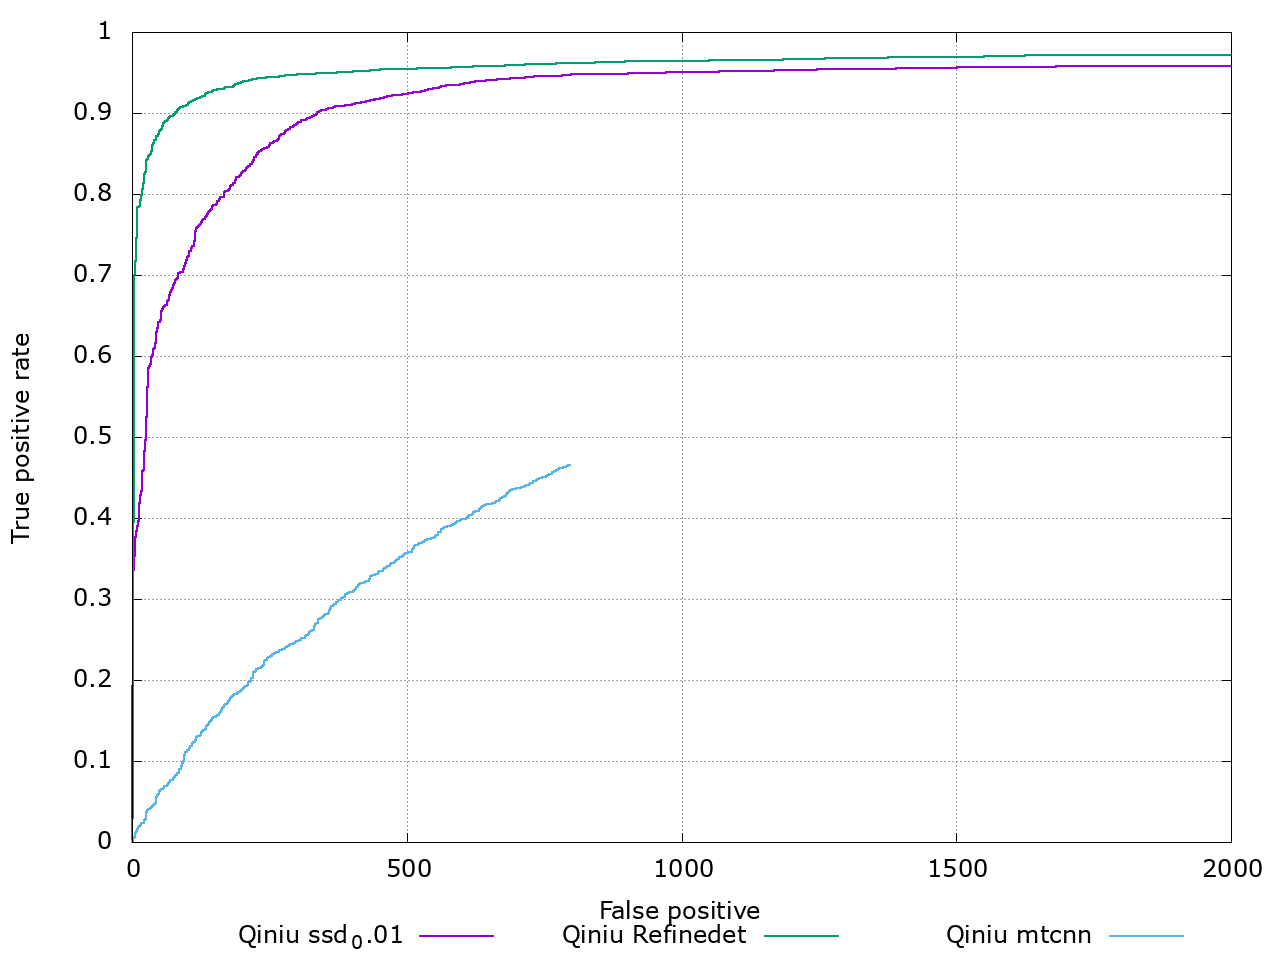 1
0.9
0.8
0.7
0.6
0.5
0.4
0.3
0.2
0.1
0
True positive rate
0 500 1000 1500 2000
False positive
Qiniu ssd₀.01 Qiniu Refinedet Qiniu mtcnn